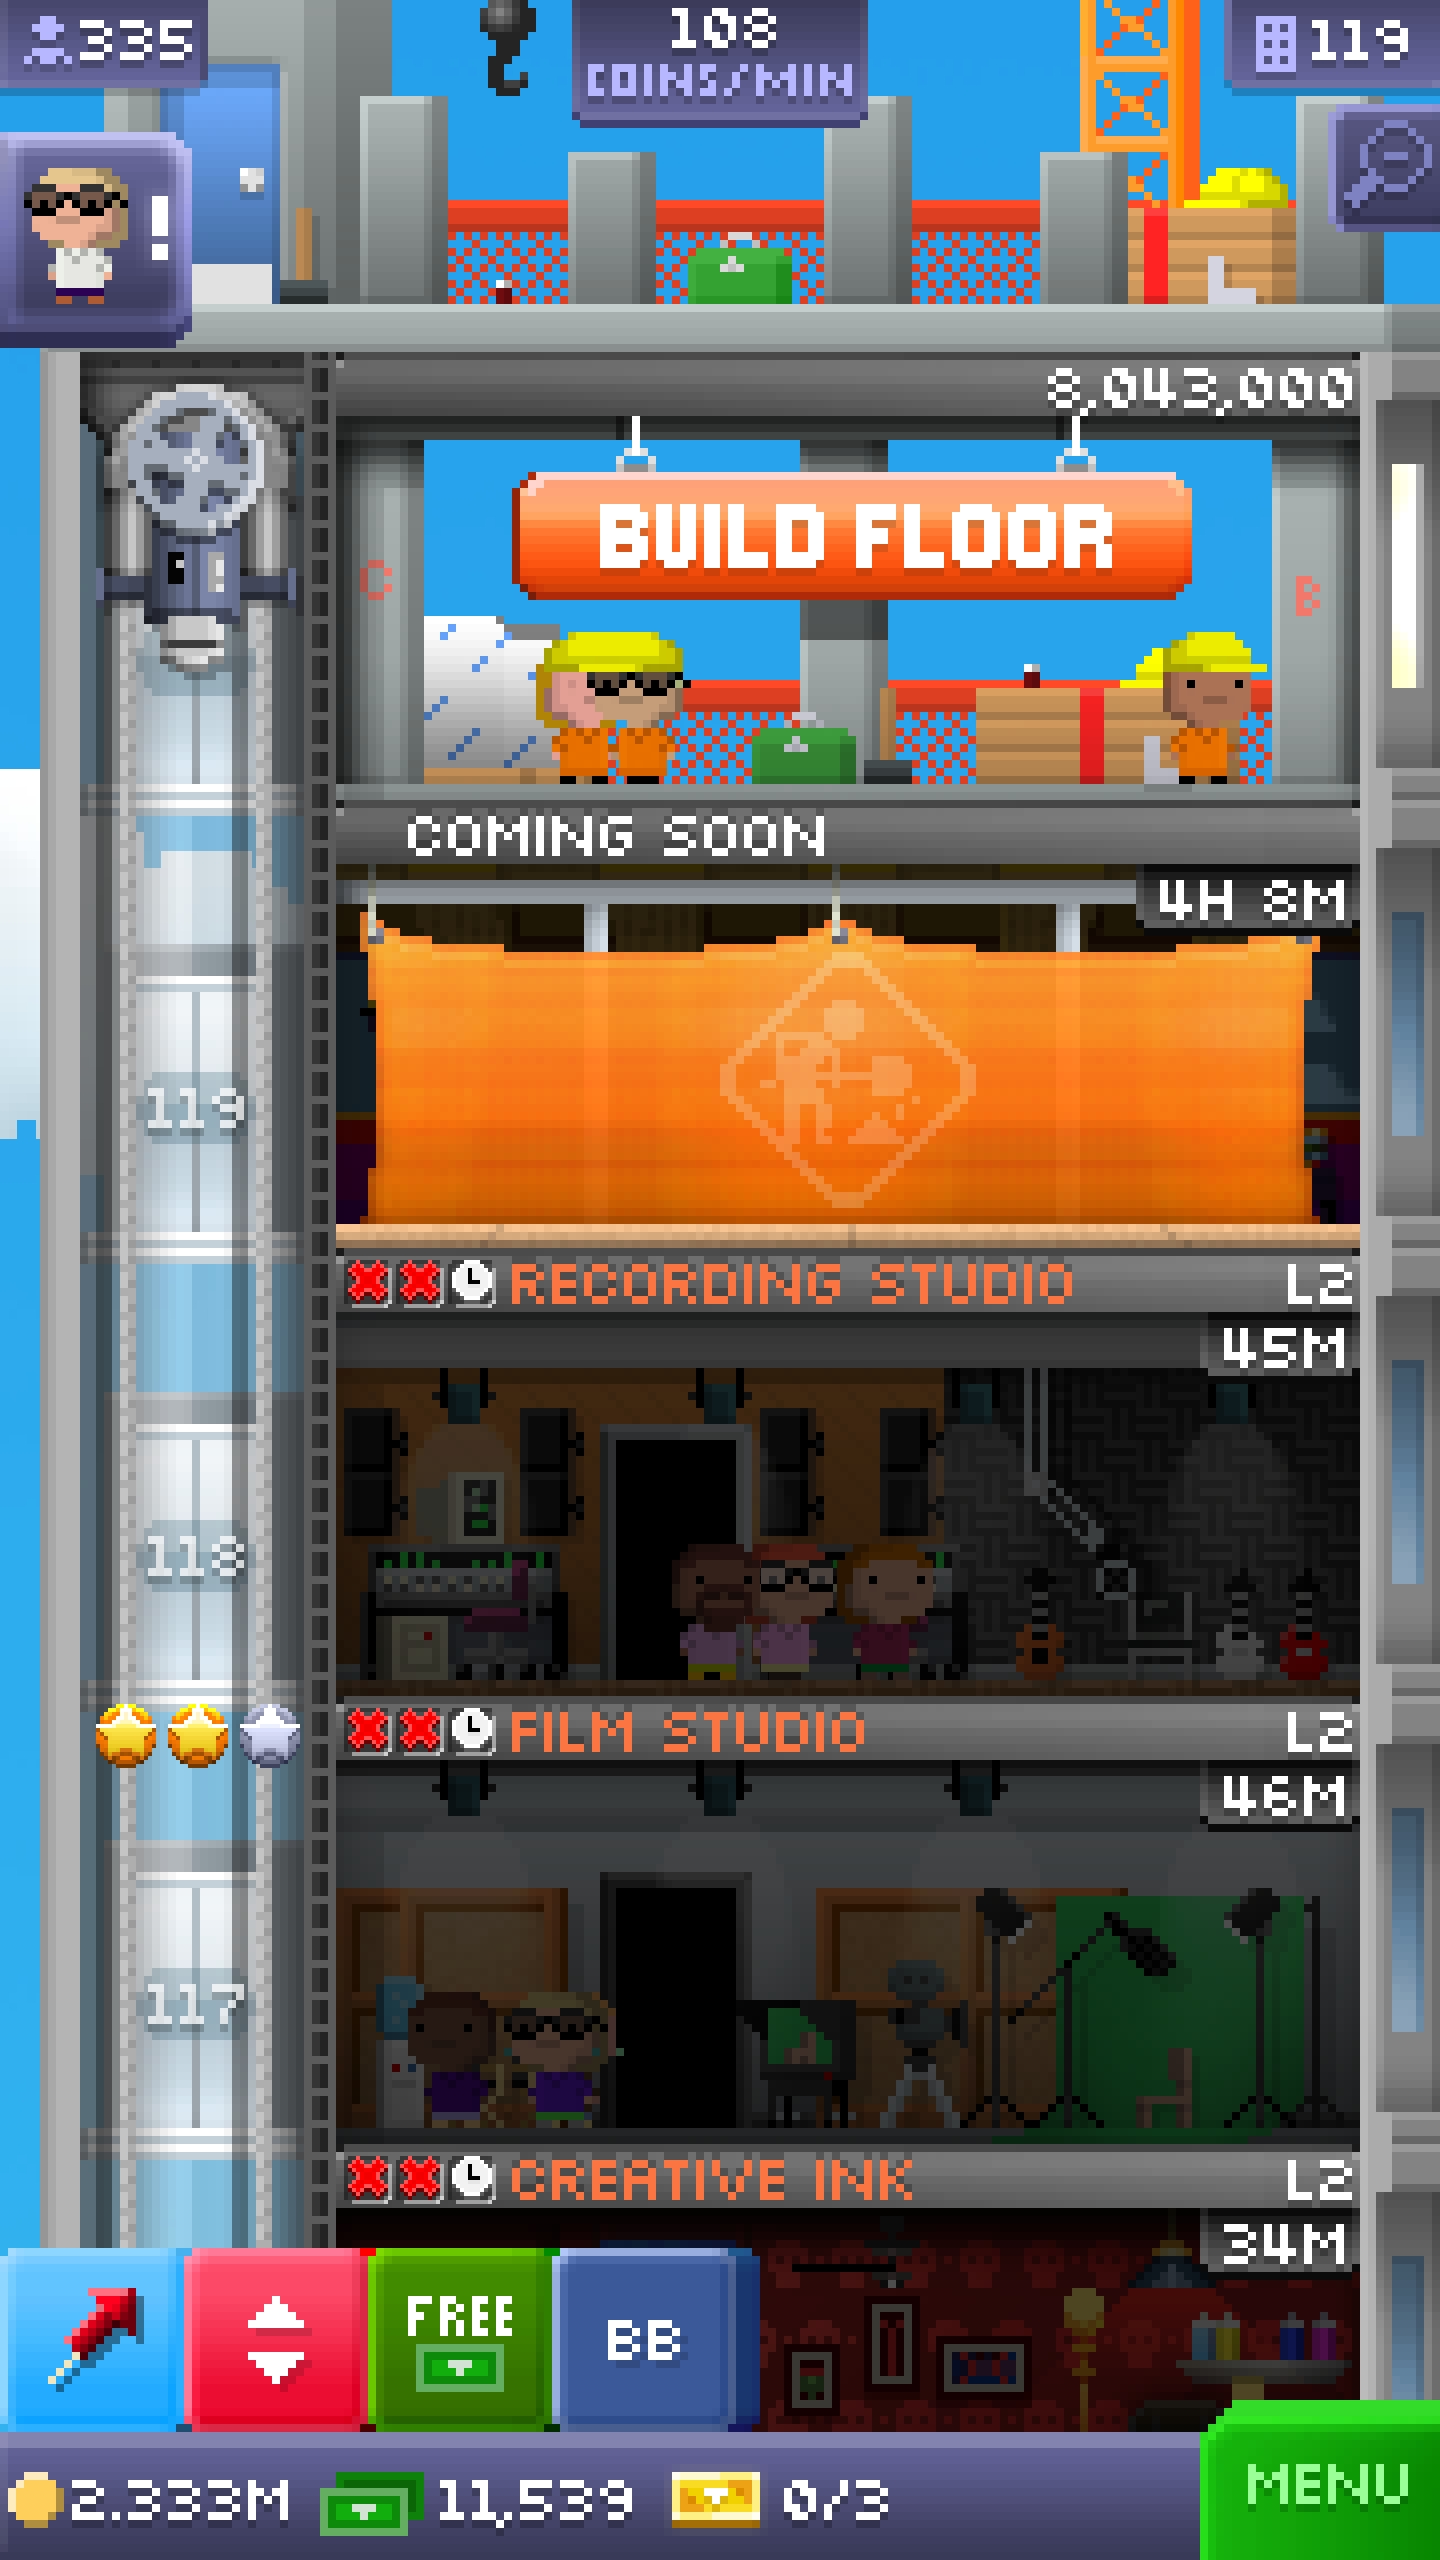 335
108
COINS/MIN
119
!
8,043,000
BUILD FLOOR
C
B
COMING SOON
4H 8M
119
RECORDING STUDIO L2
45M
118
FILM STUDIO L2
46M
117
CREATIVE INK L2
34M
FREE
BB
2.333M 11,539 0/3
MENU